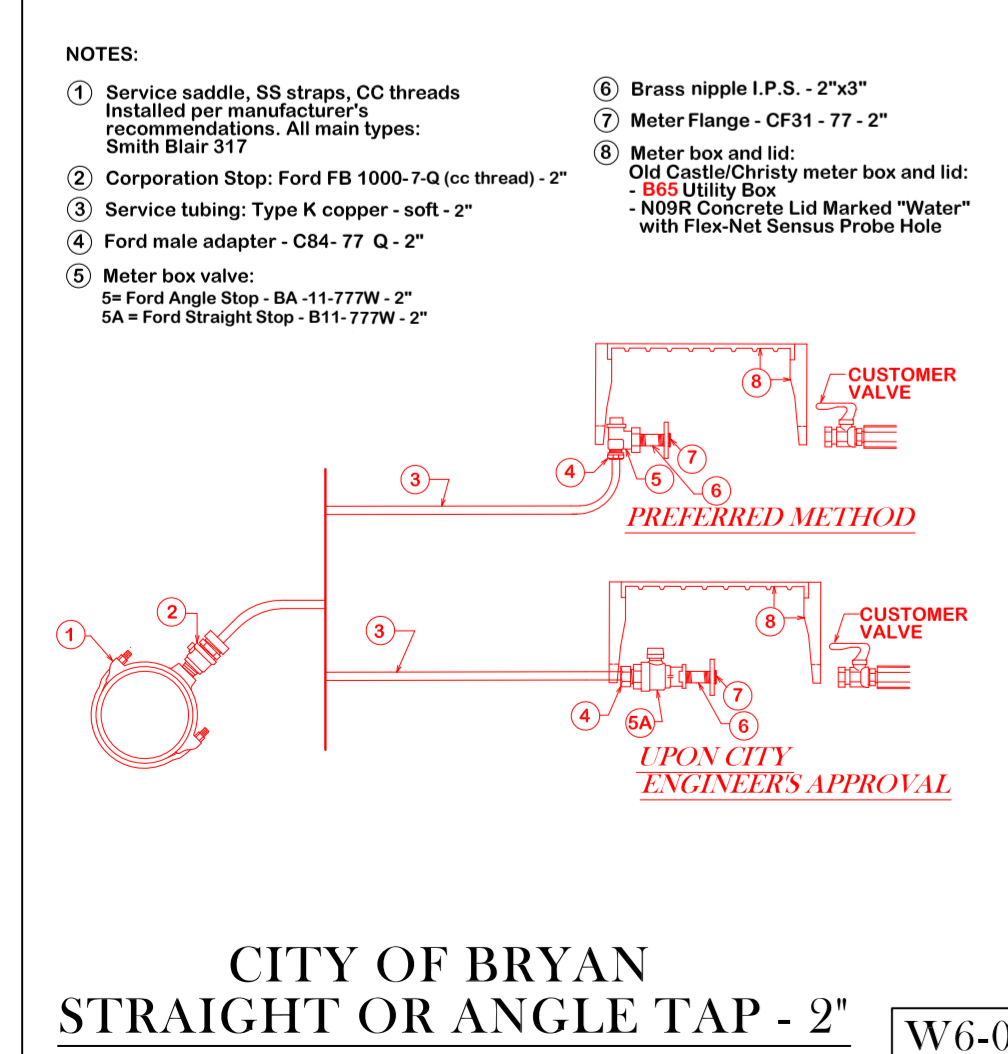 NOTES:
1 Service saddle, SS straps, CC threads
Installed per manufacturer's
recommendations. All main types:
Smith Blair 317
2 Corporation Stop: Ford FB 1000-7-Q (cc thread) - 2"
3 Service tubing: Type K copper - soft - 2"
4 Ford male adapter - C84- 77 Q - 2"
5 Meter box valve:
5= Ford Angle Stop - BA -11-777W - 2"
5A = Ford Straight Stop - B11-777W - 2"
6 Brass nipple I.P.S. - 2"x3"
7 Meter Flange - CF31 - 77 - 2"
8 Meter box and lid:
Old Castle/Christy meter box and lid:
- B65 Utility Box
- N09R Concrete Lid Marked "Water"
with Flex-Net Sensus Probe Hole
8
CUSTOMER
VALVE
4
5
7
3
6
PREFERRED METHOD
2
1
3
8
CUSTOMER
VALVE
4
5A
7
6
UPON CITY
ENGINEER'S APPROVAL
CITY OF BRYAN
STRAIGHT OR ANGLE TAP - 2"
W6-0